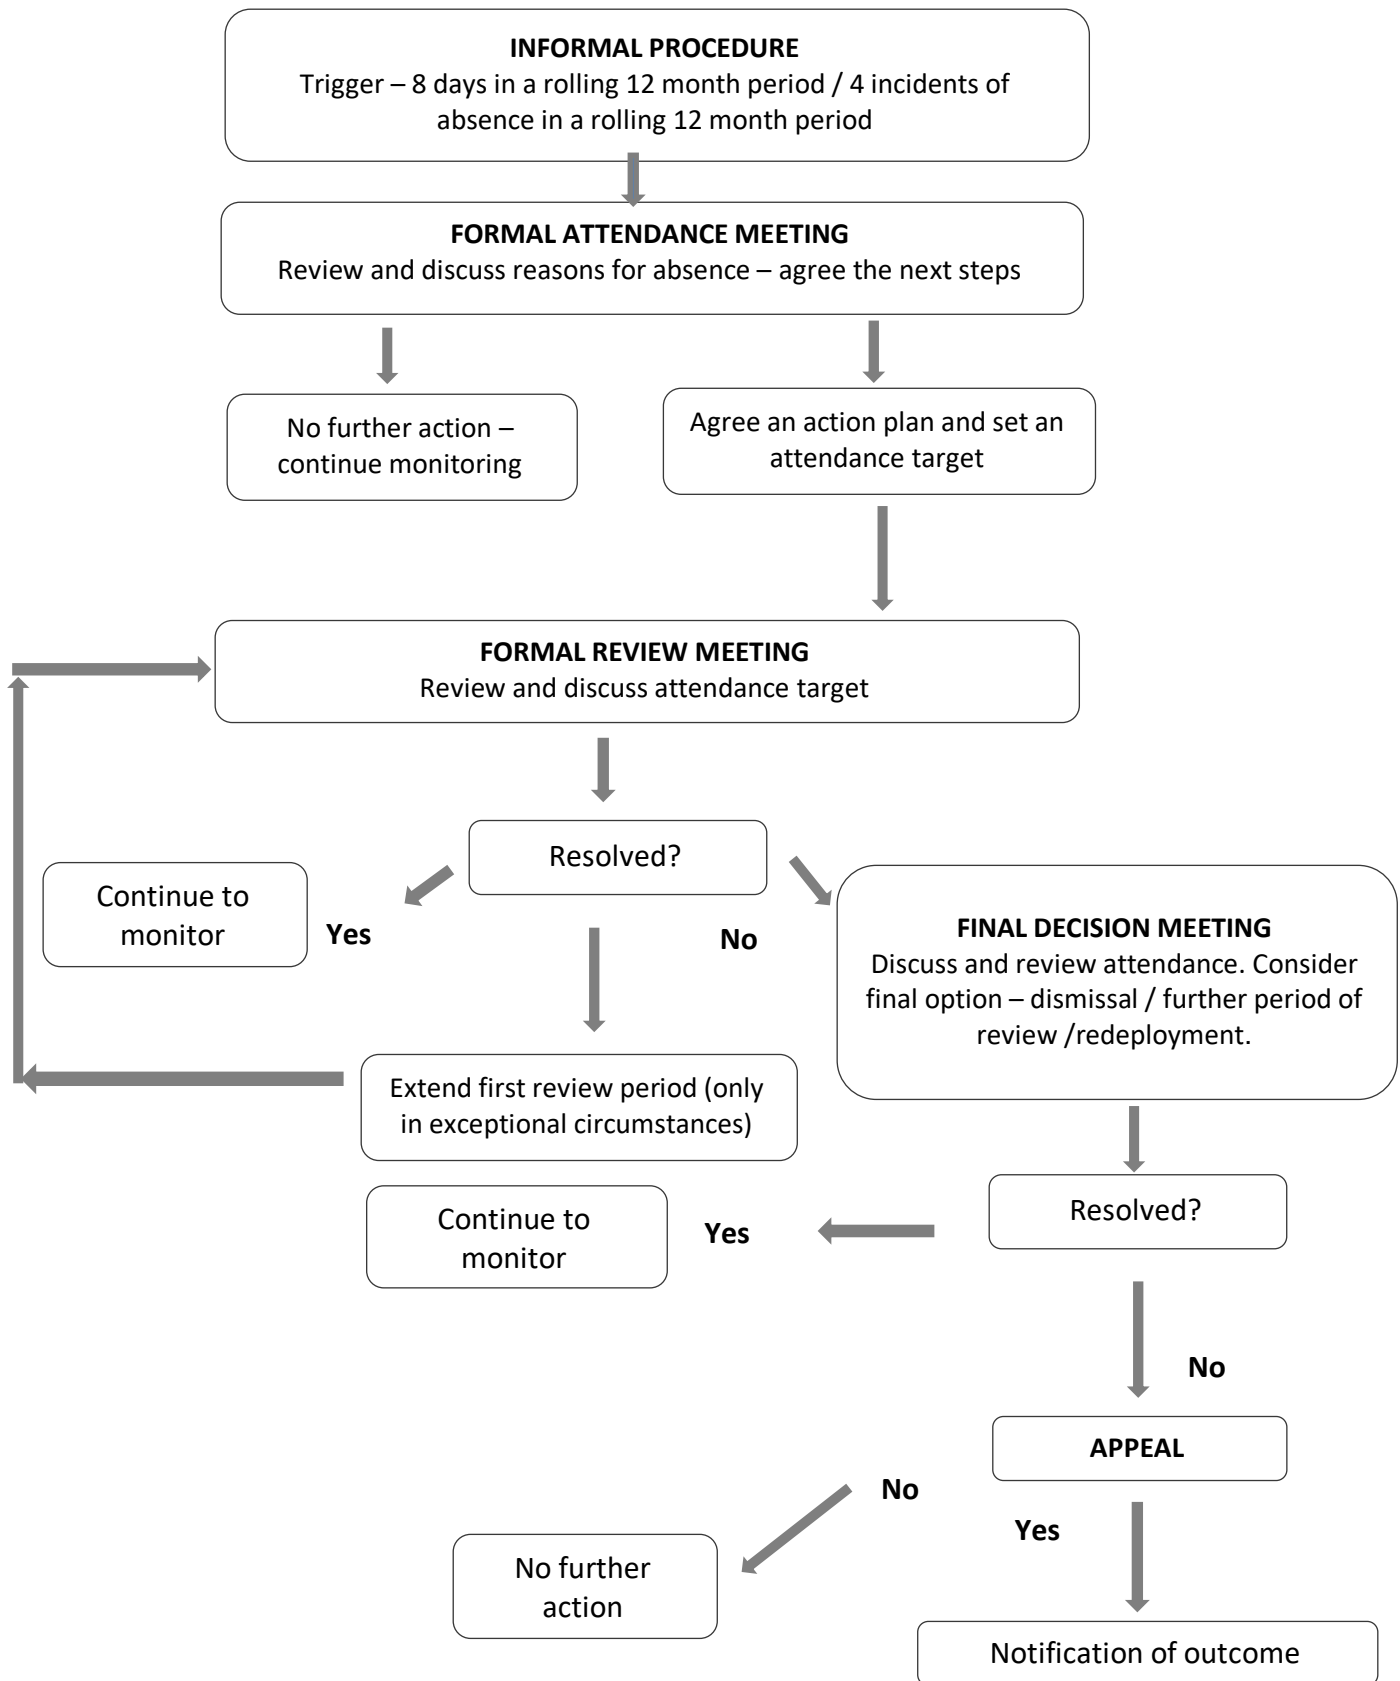 INFORMAL PROCEDURE
Trigger – 8 days in a rolling 12 month period / 4 incidents of
absence in a rolling 12 month period
FORMAL ATTENDANCE MEETING
Review and discuss reasons for absence – agree the next steps
No further action –
continue monitoring
Agree an action plan and set an
attendance target
FORMAL REVIEW MEETING
Review and discuss attendance target
Resolved?
Continue to
monitor
Yes
No
FINAL DECISION MEETING
Discuss and review attendance. Consider
final option – dismissal / further period of
review /redeployment.
Extend first review period (only
in exceptional circumstances)
Resolved?
Yes
Continue to
monitor
No
APPEAL
No
Yes
No further
action
Notification of outcome